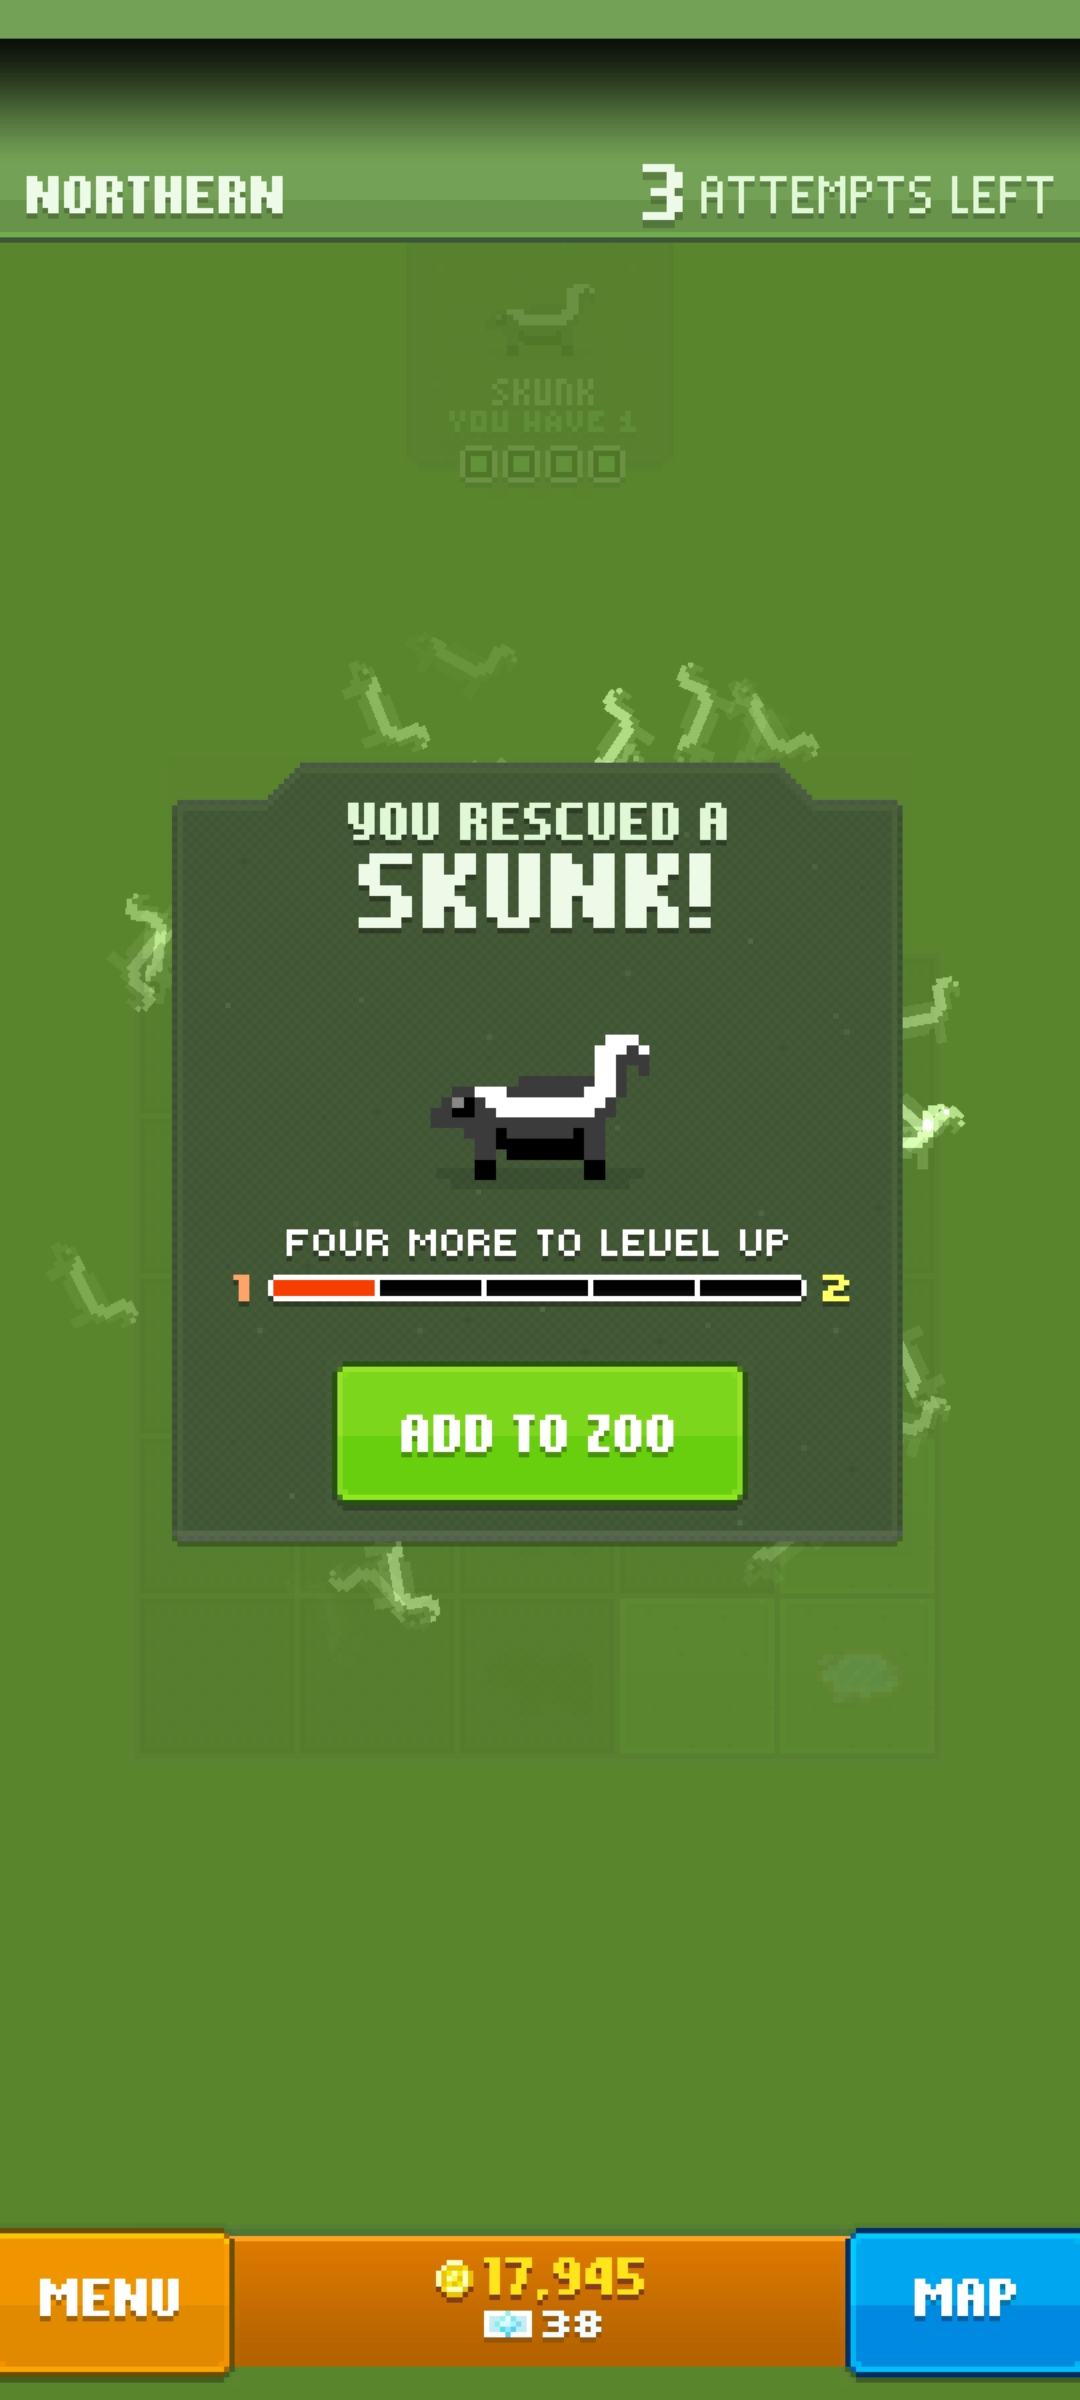 NORTHERN
3 ATTEMPTS LEFT
SKUNK
YOU HAVE 1
YOU RESCUED A
SKUNK!
FOUR MORE TO LEVEL UP
1 2
ADD TO ZOO
MENU
17,945
38
MAP